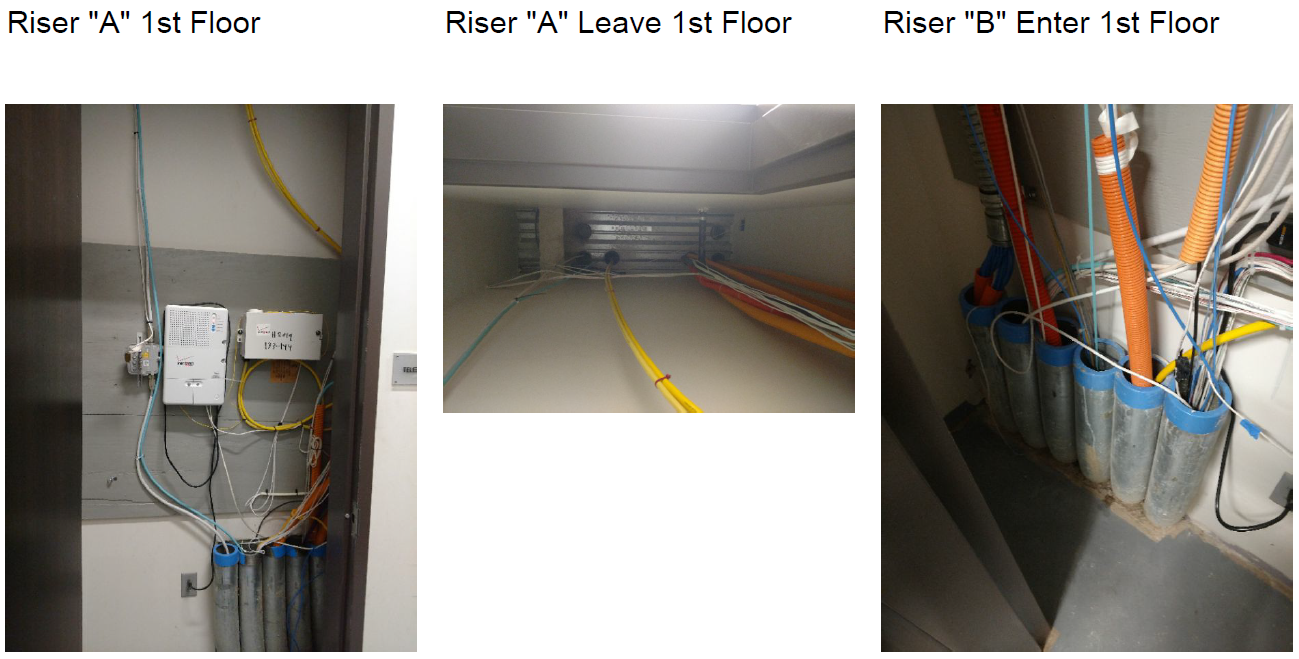 Riser "A" 1st Floor
Riser "A" Leave 1st Floor
Riser "B" Enter 1st Floor